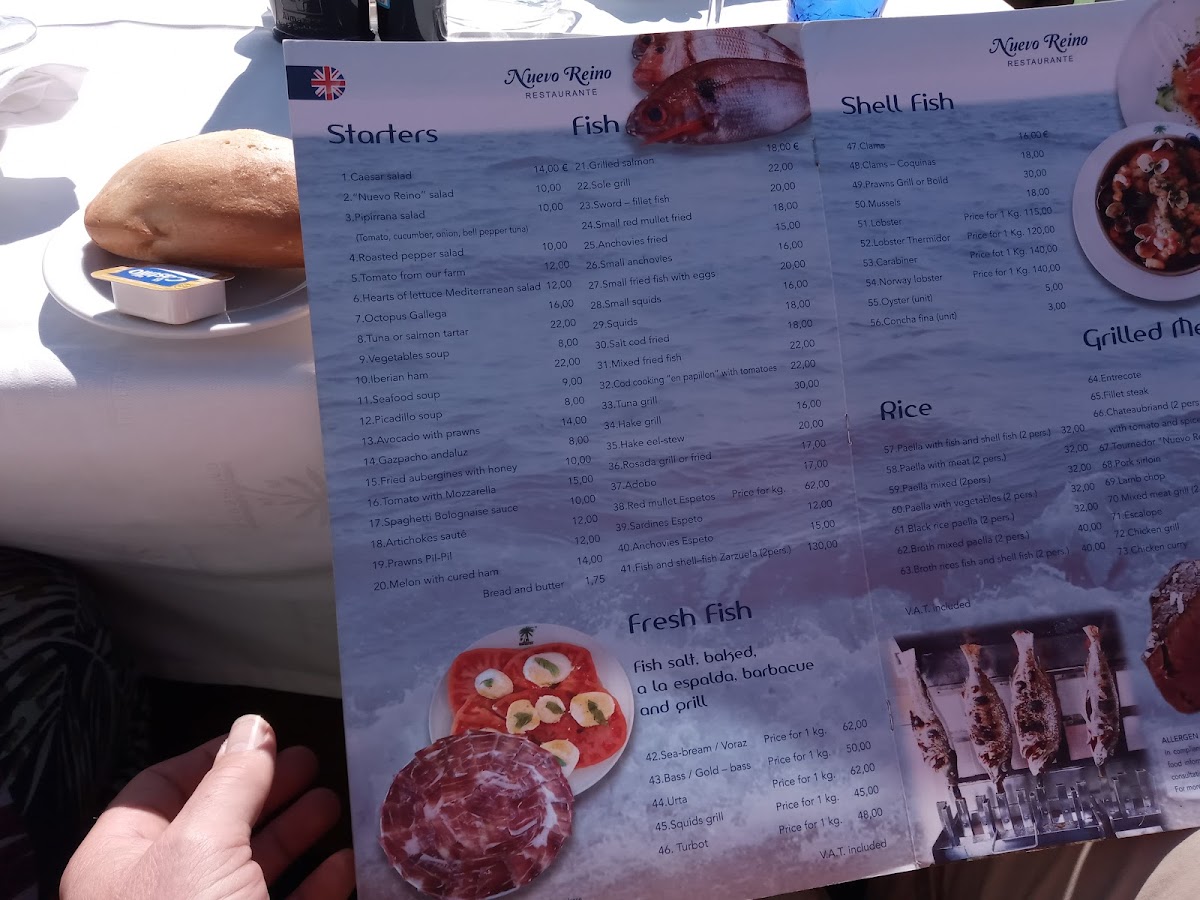 Nuevo Reino
RESTAURANTE
Starters
1.Caesar salad 14,00 €
2."Nuevo Reino" salad 10,00
3.Pipirrana salad 10,00
(Tomato, cucumber, onion, bell pepper tuna)
4.Roasted pepper salad 10,00
5.Tomato from our farm 12,00
6.Hearts of lettuce Mediterranean salad 12,00
7.Octopus Gallega 16,00
8.Tuna or salmon tartar 22,00
9.Vegetables soup 8,00
10.Iberian ham 22,00
11.Seafood soup 9,00
12.Picadillo soup 8,00
13.Avocado with prawns 14,00
14.Gazpacho andaluz 8,00
15.Fried aubergines with honey 10,00
16.Tomato with Mozzarella 15,00
17.Spaghetti Bolognaise sauce 10,00
18.Artichokes sauté 12,00
19.Prawns Pil-Pil 12,00
20.Melon with cured ham 14,00
Bread and butter 1,75
Fish
21.Grilled salmon 18,00 €
22.Sole grill 22,00
23.Sword – fillet fish 20,00
24.Small red mullet fried 18,00
25.Anchovies fried 15,00
26.Small anchovies 16,00
27.Small fried fish with eggs 20,00
28.Small squids 16,00
29.Squids 18,00
30.Salt cod fried 18,00
31.Mixed fried fish 22,00
32.Cod cooking "en papillon" with tomatoes 22,00
33.Tuna grill 30,00
34.Hake grill 16,00
35.Hake eel-stew 20,00
36.Rosada grill or fried 17,00
37.Adobo 17,00
38.Red mullet Espetos Price for kg. 62,00
39.Sardines Espeto 12,00
40.Anchovies Espeto 15,00
41.Fish and shell-fish Zarzuela (2pers.) 130,00
Fresh Fish
Fish salt, baked,
a la espalda, barbacue
and grill
42.Sea-bream / Voraz Price for 1 kg. 62,00
43.Bass / Gold – bass Price for 1 kg. 50,00
44.Urta Price for 1 kg. 62,00
45.Squids grill Price for 1 kg. 45,00
46. Turbot Price for 1 kg. 48,00
V.A.T. included
Nuevo Reino
RESTAURANTE
Shell Fish
47.Clams 16,00 €
48.Clams – Coquinas 18,00
49.Prawns Grill or Boild 30,00
50.Mussels 18,00
51.Lobster Price for 1 Kg. 115,00
52.Lobster Thermidor Price fot 1 Kg. 120,00
53.Carabiner Price fot 1 Kg. 140,00
54.Norway lobster Price fot 1 Kg. 140,00
55.Oyster (unit) 5,00
56.Concha fina (unit) 3,00
Rice
57.Paella with fish and shell fish (2 pers.) 32,00
58.Paella with meat (2 pers.) 32,00
59.Paella mixed (2pers.) 32,00
60.Paella with vegetables (2 pers.) 32,00
61.Black rice paella (2 pers.) 32,00
62.Broth mixed paella (2 pers.) 40,00
63.Broth rices fish and shell fish (2 pers.) 40,00
V.A.T. included
Grilled Me
64.Entrecote
65.Fillet steak
66.Chateaubriand (2 pers
with tomato and spice
67.Tournedor "Nuevo Re
68.Pork sirloin
69.Lamb chop
70.Mixed meat grill (2
71.Escalope
72 Chicken grill
73.Chicken curry
ALLERGEN
In complian
food infor
consultat
For mor